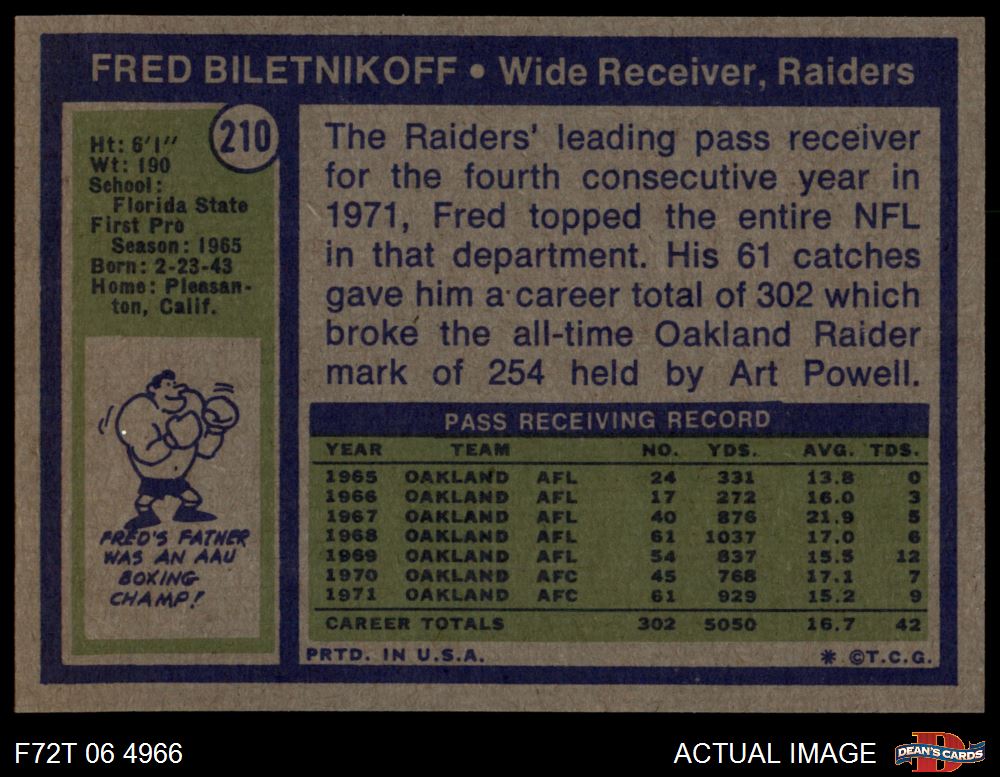 FRED BILETNIKOFF • Wide Receiver, Raiders
210
Ht: 6'1"
Wt: 190
School:
Florida State
First Pro
Season: 1965
Born: 2-23-43
Home: Pleasan-
ton, Calif.
FRED'S FATHER
WAS AN AAU
BOXING
CHAMP!
The Raiders' leading pass receiver
for the fourth consecutive year in
1971, Fred topped the entire NFL
in that department. His 61 catches
gave him a career total of 302 which
broke the all-time Oakland Raider
mark of 254 held by Art Powell.
PASS RECEIVING RECORD
YEAR TEAM NO. YDS. AVG. TDS.
1965 OAKLAND AFL 24 331 13.8 0
1966 OAKLAND AFL 17 272 16.0 3
1967 OAKLAND AFL 40 876 21.9 5
1968 OAKLAND AFL 61 1037 17.0 6
1969 OAKLAND AFL 54 837 15.5 12
1970 OAKLAND AFC 45 768 17.1 7
1971 OAKLAND AFC 61 929 15.2 9
CAREER TOTALS 302 5050 16.7 42
PRTD. IN U.S.A. * ©T.C.G.
F72T 06 4966 ACTUAL IMAGE D DEAN'S CARDS